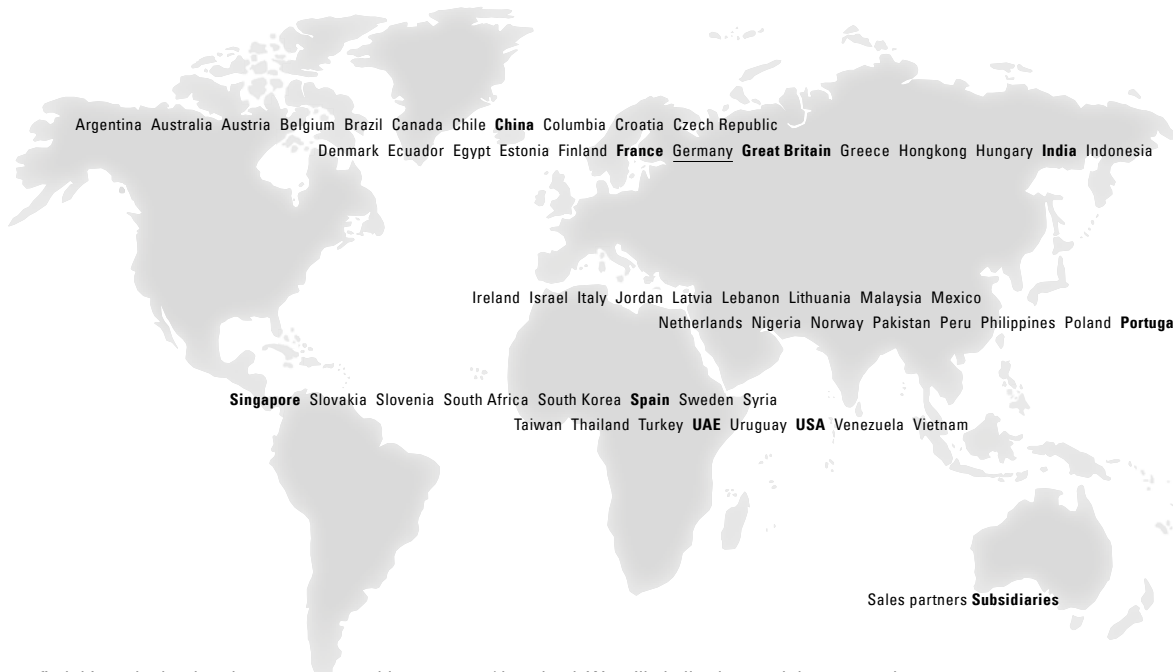 Argentina Australia Austria Belgium Brazil Canada Chile China Columbia Croatia Czech Republic
Denmark Ecuador Egypt Estonia Finland France Germany Great Britain Greece Hongkong Hungary India Indonesia
Ireland Israel Italy Jordan Latvia Lebanon Lithuania Malaysia Mexico
Netherlands Nigeria Norway Pakistan Peru Philippines Poland
Singapore Slovakia Slovenia South Africa South Korea Spain Sweden Syria
Taiwan Thailand Turkey UAE Uruguay USA Venezuela Vietnam
Sales partners Subsidiaries